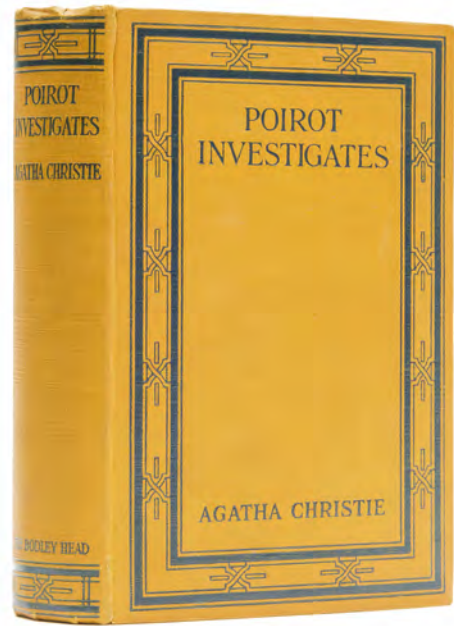 POIROT
INVESTIGATES
AGATHA CHRISTIE
BODLEY HEAD
POIROT
INVESTIGATES
AGATHA CHRISTIE